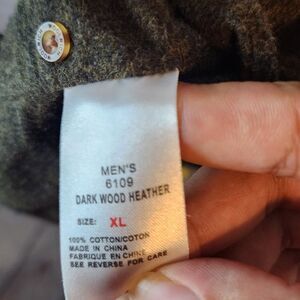 MEN'S
6109
DARK WOOD HEATHER
SIZE: XL
100% COTTON/COTON
MADE IN CHINA
FABRIQUE EN CHINE
SEE REVERSE FOR CARE